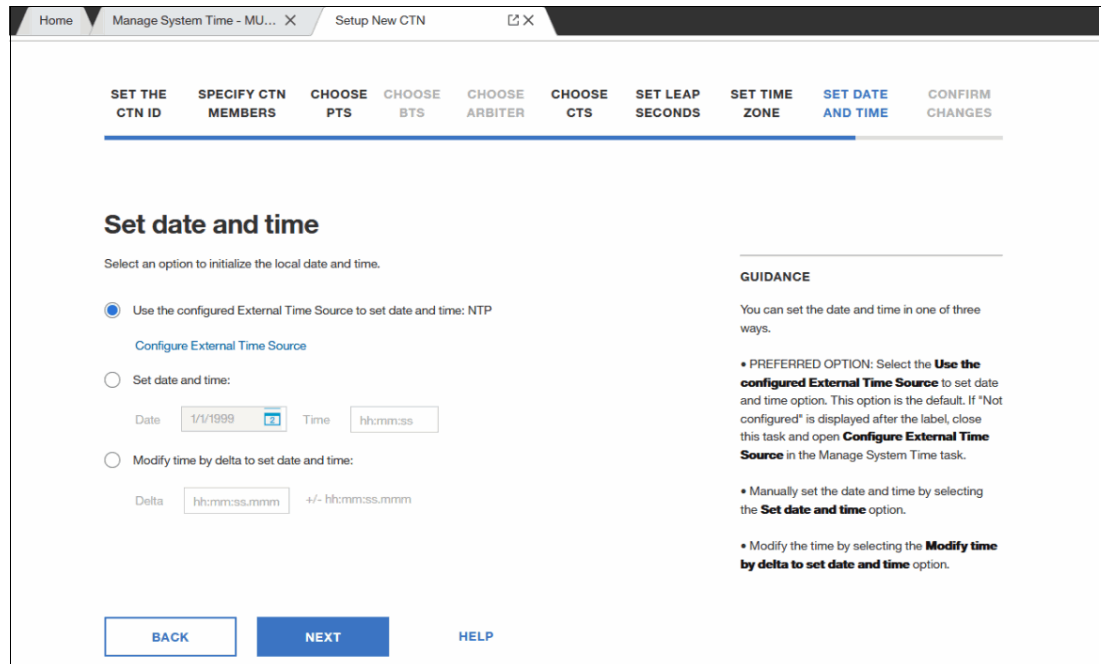 Home
Manage System Time - MU...
Setup New CTN
SET THE
CTN ID
SPECIFY CTN
MEMBERS
CHOOSE
PTS
CHOOSE
BTS
CHOOSE
ARBITER
CHOOSE
CTS
SET LEAP
SECONDS
SET TIME
ZONE
SET DATE
AND TIME
CONFIRM
CHANGES
Set date and time
Select an option to initialize the local date and time.
Use the configured External Time Source to set date and time: NTP
Configure External Time Source
Set date and time:
Date 1/1/1999 2 Time hh:mm:ss
Modify time by delta to set date and time:
Delta hh:mm:ss.mmm +/- hh:mm:ss.mmm
GUIDANCE
You can set the date and time in one of three
ways.
• PREFERRED OPTION: Select the Use the
configured External Time Source to set date
and time option. This option is the default. If "Not
configured" is displayed after the label, close
this task and open Configure External Time
Source in the Manage System Time task.
• Manually set the date and time by selecting
the Set date and time option.
• Modify the time by selecting the Modify time
by delta to set date and time option.
BACK
NEXT
HELP